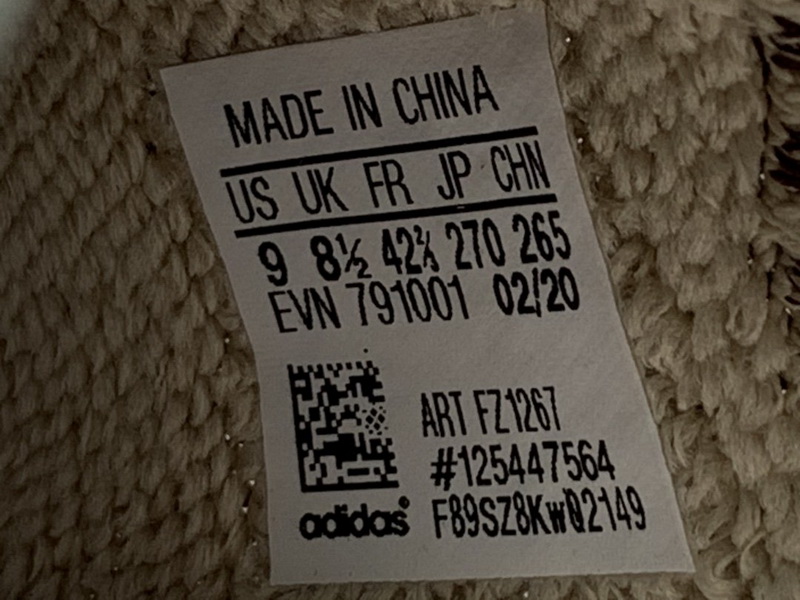 MADE IN CHINA
US UK FR JP CHN
9 8½ 42⅔ 270 265
EVN 791001 02/20
ART FZ1267
#125447564
adidas F89SZ8KwQ2149